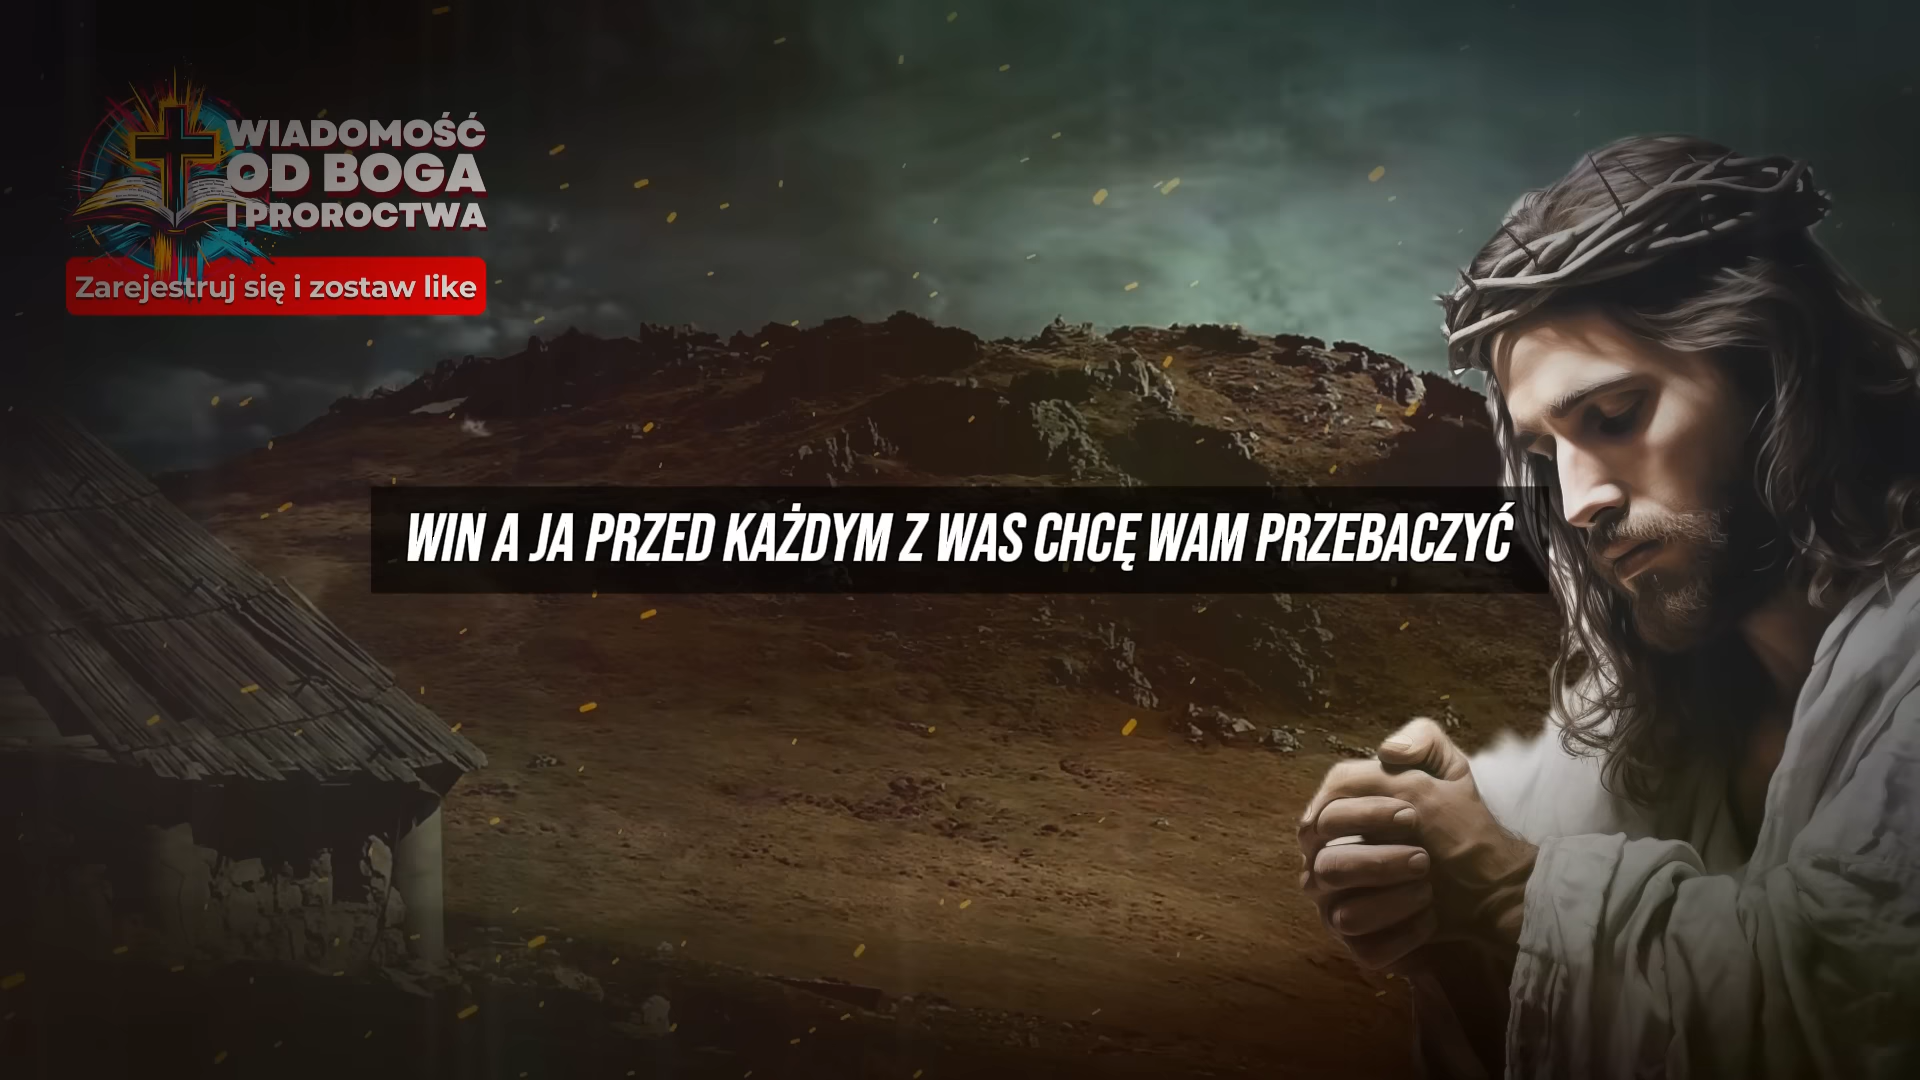 WIADOMOŚĆ
OD BOGA
I PROROCTWA
Zarejestruj się i zostaw like
WIN A JA PRZED KAŻDYM Z WAS CHCĘ WAM PRZEBACZYĆ